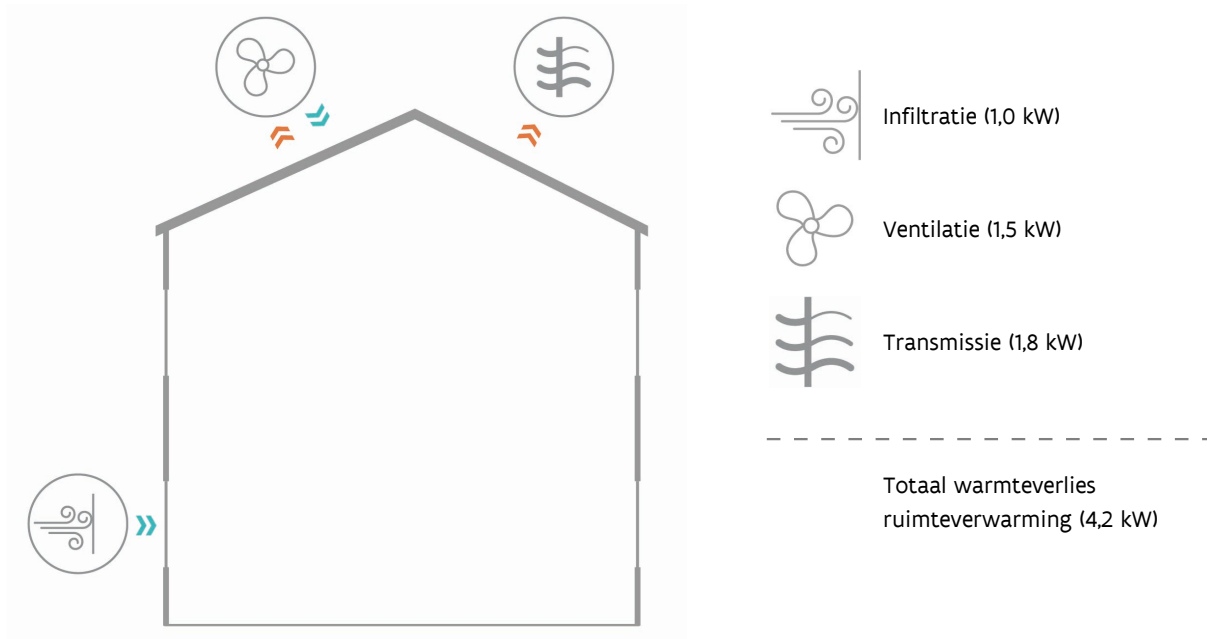 Infiltratie (1,0 kW)
Ventilatie (1,5 kW)
Transmissie (1,8 kW)
Totaal warmteverlies
ruimteverwarming (4,2 kW)